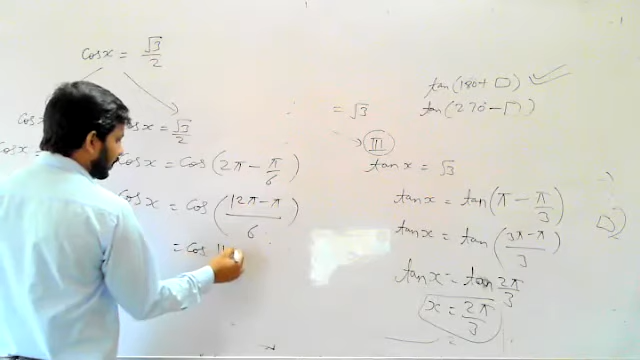 cos x = √3/2
cos x = √3/2
cos x = cos (2π − π/6)
cos x = cos (12π − π / 6)
= cos 11
tan (180 + □)
tan (270 − □)
= √3
III
tan x = √3
tan x = tan (π − π/3)
tan x = tan (3π − π / 3)
tan x = tan 2π/3
x = 2π/3